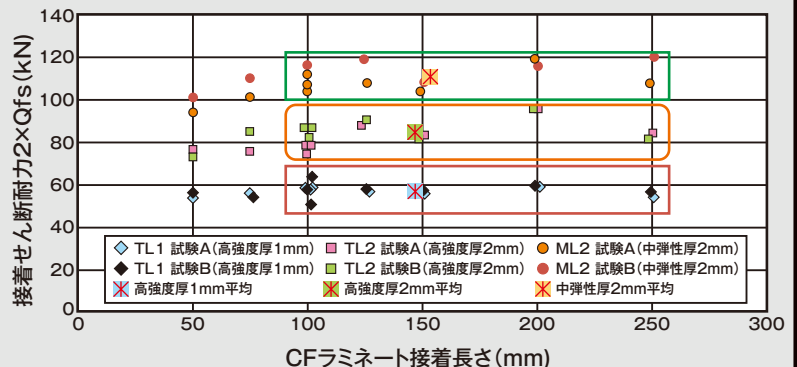 接着せん断耐力2×Qfs(kN)
140
120
100
80
60
40
20
0
◇TL1 試験A(高強度厚1mm) TL2 試験A(高強度厚2mm) ML2 試験A(中弾性厚2mm)
◆TL1 試験B(高強度厚1mm) TL2 試験B(高強度厚2mm) ML2 試験B(中弾性厚2mm)
高強度厚1mm平均 高強度厚2mm平均 中弾性厚2mm平均
0 50 100 150 200 250 300
CFラミネート接着長さ(mm)